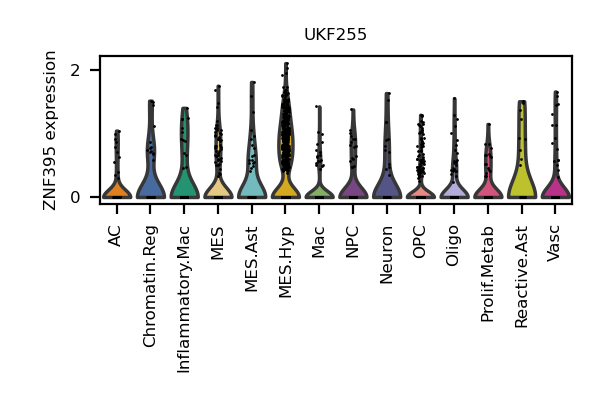 UKF255
ZNF395 expression
2
0
AC
Chromatin.Reg
Inflammatory.Mac
MES
MES.Ast
MES.Hyp
Mac
NPC
Neuron
OPC
Oligo
Prolif.Metab
Reactive.Ast
Vasc